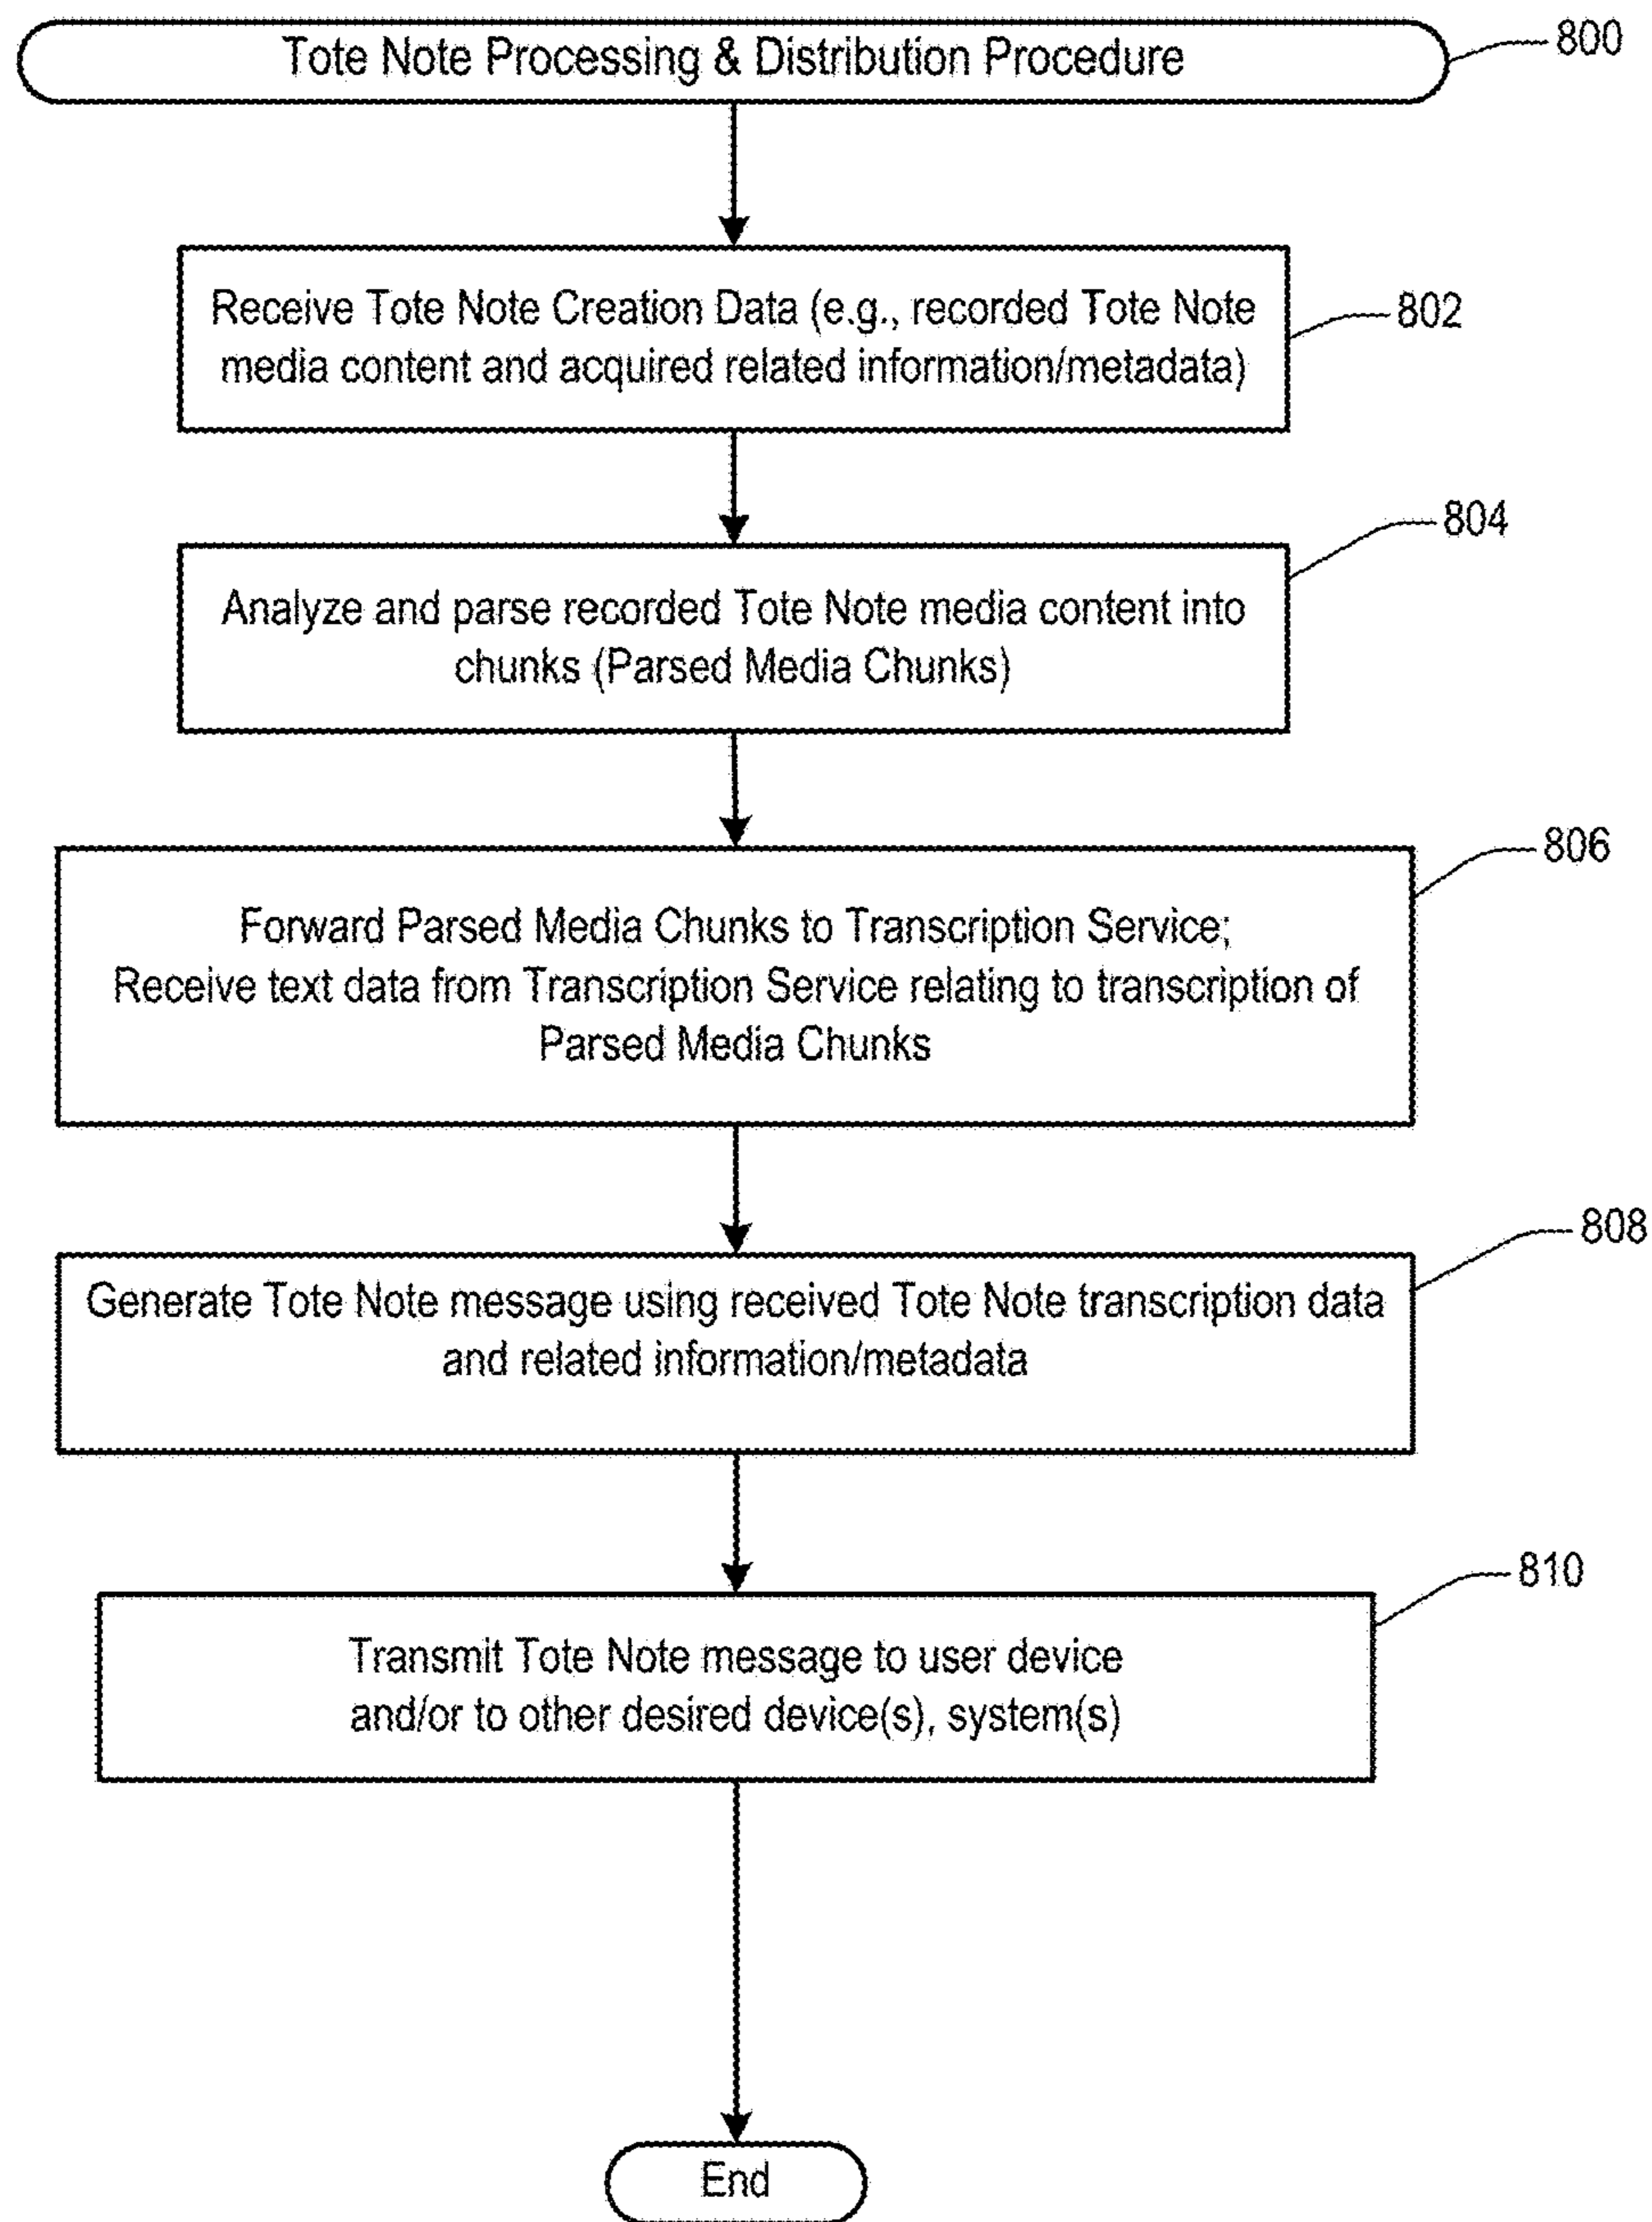 Tote Note Processing & Distribution Procedure
800
Receive Tote Note Creation Data (e.g., recorded Tote Note
media content and acquired related information/metadata)
802
804
Analyze and parse recorded Tote Note media content into
chunks (Parsed Media Chunks)
806
Forward Parsed Media Chunks to Transcription Service;
Receive text data from Transcription Service relating to transcription of
Parsed Media Chunks
808
Generate Tote Note message using received Tote Note transcription data
and related information/metadata
810
Transmit Tote Note message to user device
and/or to other desired device(s), system(s)
End